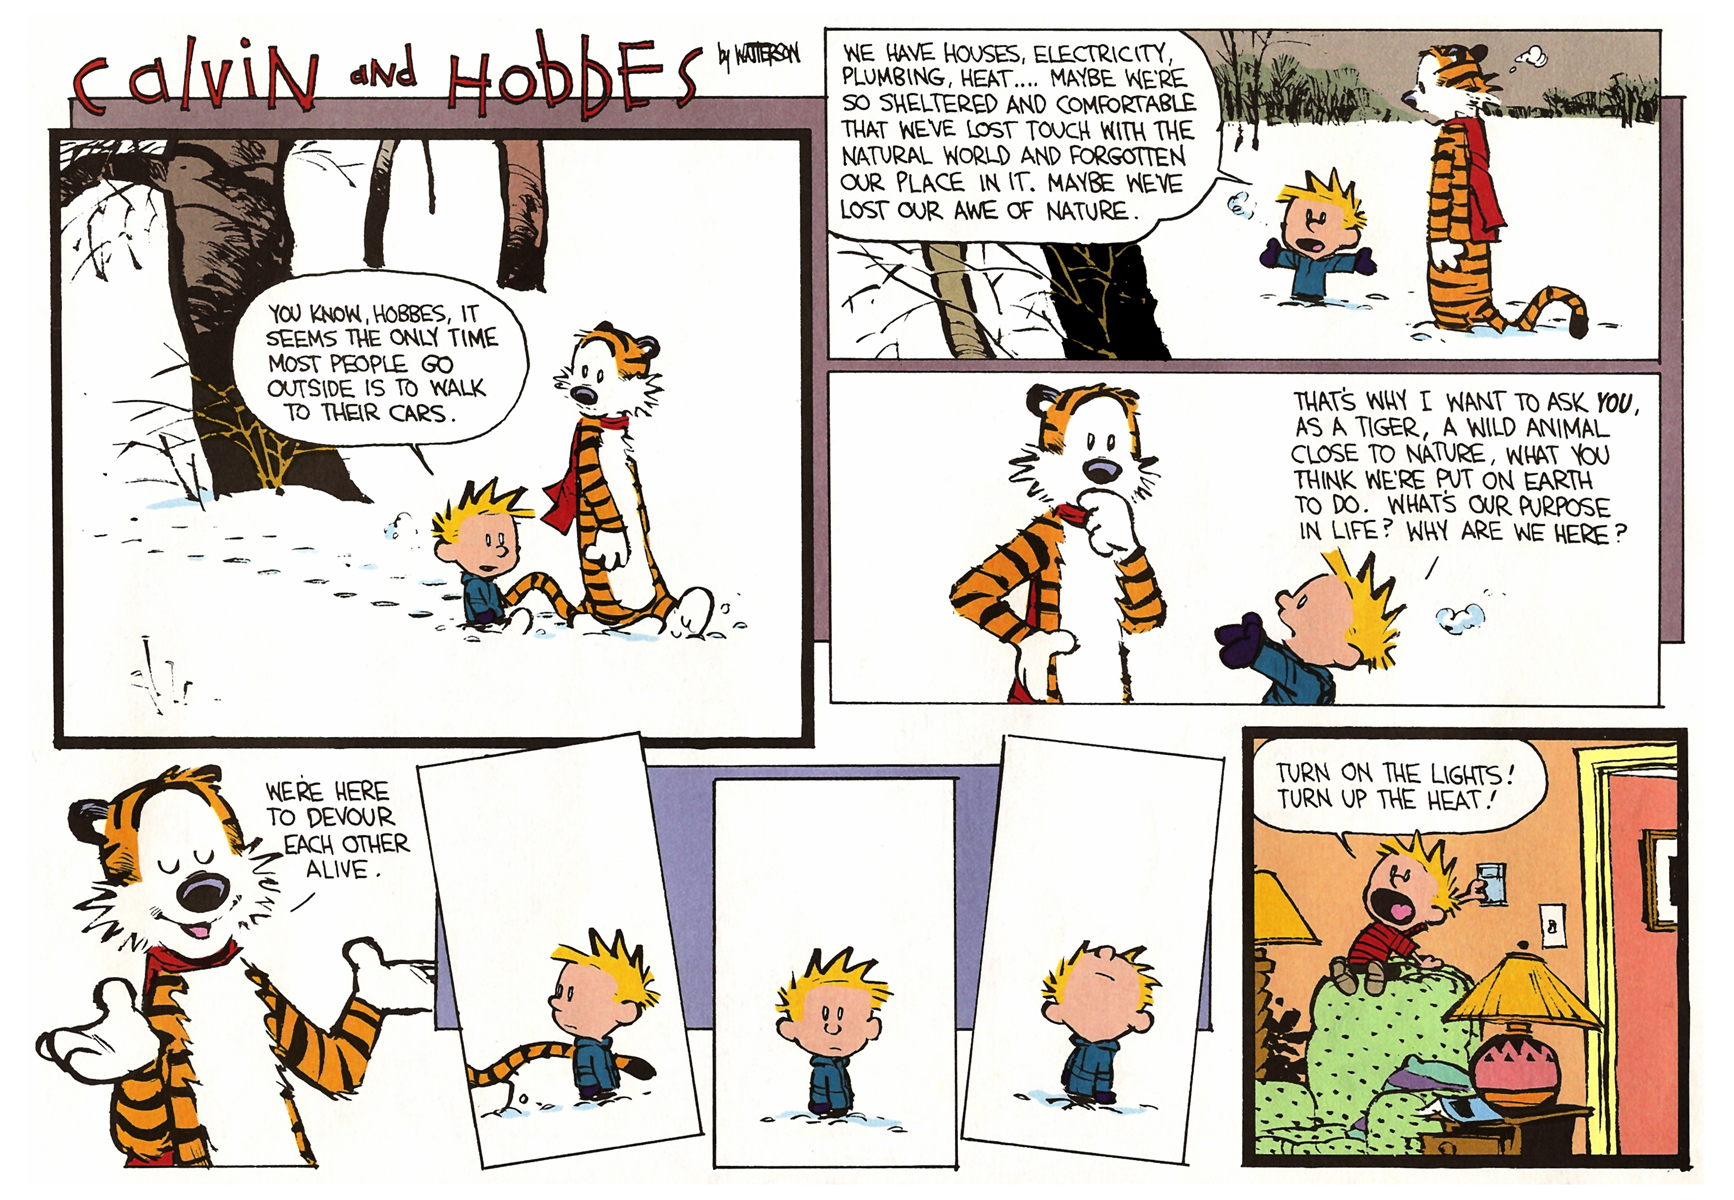 Calvin and Hobbes
by WATTERSON
YOU KNOW, HOBBES, IT
SEEMS THE ONLY TIME
MOST PEOPLE GO
OUTSIDE IS TO WALK
TO THEIR CARS.
WE HAVE HOUSES, ELECTRICITY,
PLUMBING, HEAT.... MAYBE WE'RE
SO SHELTERED AND COMFORTABLE
THAT WE'VE LOST TOUCH WITH THE
NATURAL WORLD AND FORGOTTEN
OUR PLACE IN IT. MAYBE WE'VE
LOST OUR AWE OF NATURE.
THAT'S WHY I WANT TO ASK YOU,
AS A TIGER, A WILD ANIMAL
CLOSE TO NATURE, WHAT YOU
THINK WE'RE PUT ON EARTH
TO DO. WHAT'S OUR PURPOSE
IN LIFE? WHY ARE WE HERE?
WE'RE HERE
TO DEVOUR
EACH OTHER
ALIVE.
TURN ON THE LIGHTS!
TURN UP THE HEAT!